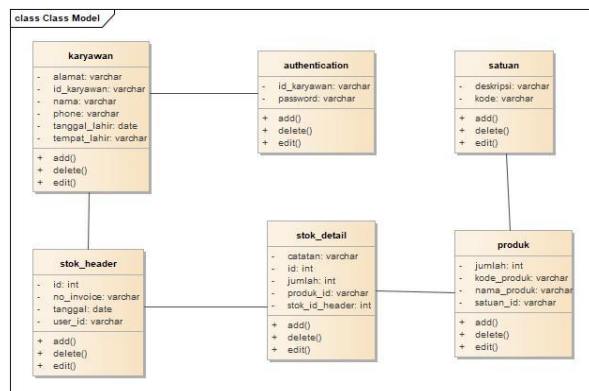 class Class Model
karyawan
- alamat: varchar
- id_karyawan: varchar
- nama: varchar
- phone: varchar
- tanggal_lahir: date
- tempat_lahir: varchar
+ add()
+ delete()
+ edit()
authentication
- id_karyawan: varchar
- password: varchar
+ add()
+ delete()
+ edit()
satuan
- deskripsi: varchar
- kode: varchar
+ add()
+ delete()
+ edit()
stok_header
- id: int
- no_invoice: varchar
- tanggal: date
- user_id: varchar
+ add()
+ delete()
+ edit()
stok_detail
- catatan: varchar
- id: int
- jumlah: int
- produk_id: varchar
- stok_id_header: int
+ add()
+ delete()
+ edit()
produk
- jumlah: int
- kode_produk: varchar
- nama_produk: varchar
- satuan_id: varchar
+ add()
+ delete()
+ edit()